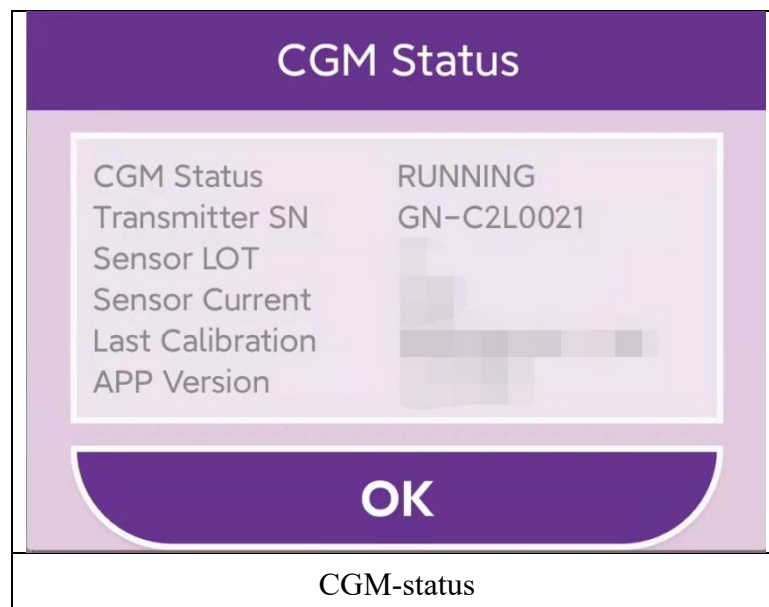 CGM Status
CGM Status RUNNING
Transmitter SN GN-C2L0021
Sensor LOT
Sensor Current
Last Calibration
APP Version
OK
CGM-status